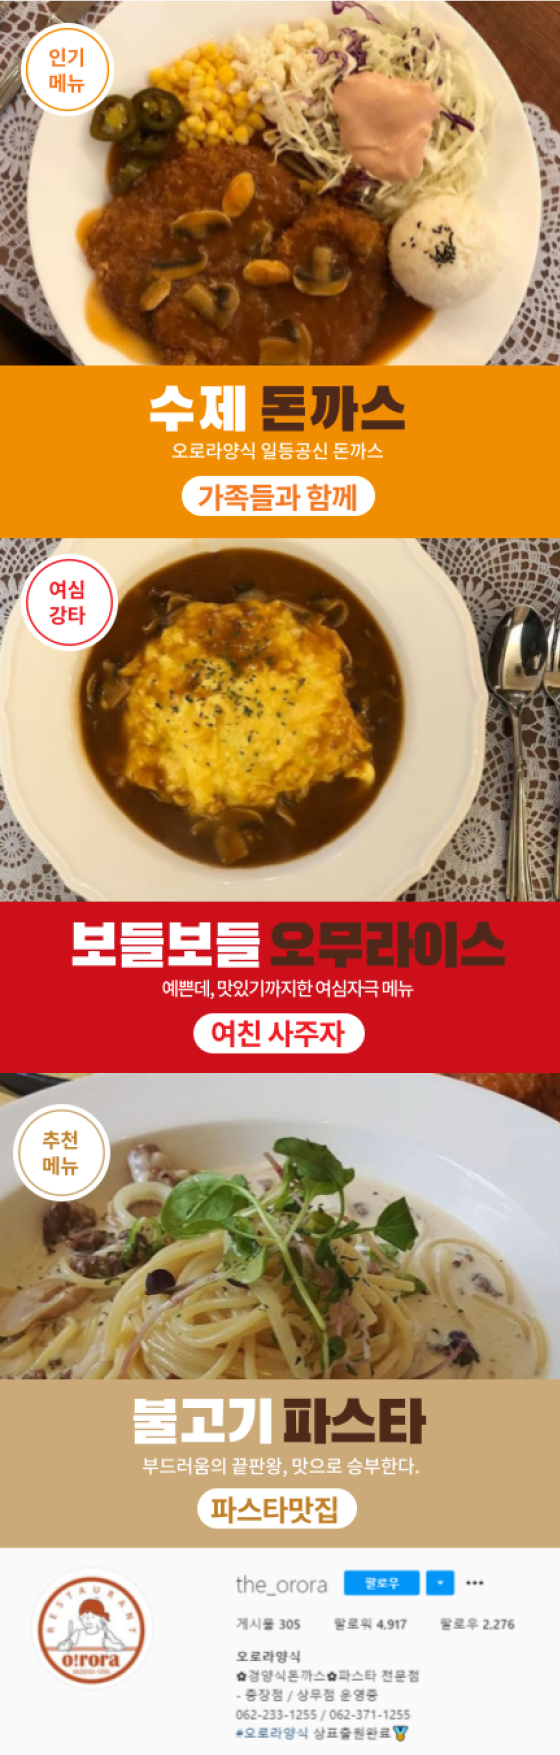 인기
메뉴
수제 돈까스
오로라양식 일등공신 돈까스
가족들과 함께
여심
강타
보들보들 오무라이스
예쁜데, 맛있기까지한 여심자극 메뉴
여친 사주자
추천
메뉴
불고기 파스타
부드러움의 끝판왕, 맛으로 승부한다.
파스타맛집
RESTAURANT
o!rora
the_orora 팔로우
게시물 305 팔로워 4,917 팔로우 2,276
오로라양식
✿경양식돈까스✿파스타 전문점
- 충장점 / 상무점 운영중
062-233-1255 / 062-371-1255
#오로라양식 상표출원완료🏅